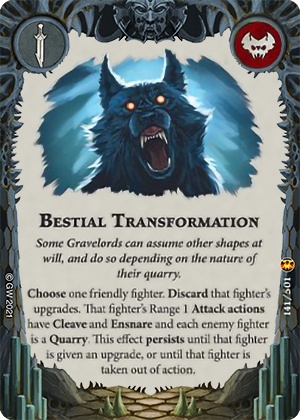 BESTIAL TRANSFORMATION
Some Gravelords can assume other shapes at
will, and do so depending on the nature of
their quarry.
Choose one friendly fighter. Discard that fighter's
upgrades. That fighter's Range 1 Attack actions
have Cleave and Ensnare and each enemy fighter
is a Quarry. This effect persists until that fighter
is given an upgrade, or until that fighter is
taken out of action.
© GW 2021
141/501